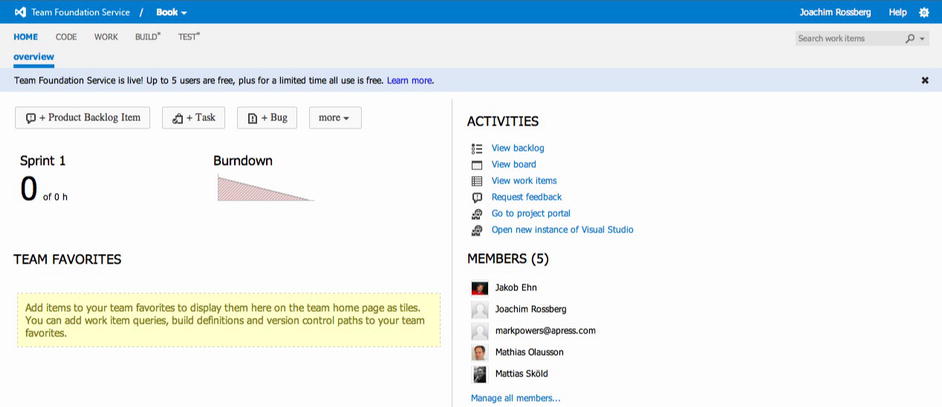 Team Foundation Service / Book
Joachim Rossberg Help
HOME CODE WORK BUILD* TEST*
Search work items
overview
Team Foundation Service is live! Up to 5 users are free, plus for a limited time all use is free. Learn more.
+ Product Backlog Item + Task + Bug more
Sprint 1
0 of 0 h
Burndown
TEAM FAVORITES
Add items to your team favorites to display them here on the team home page as tiles.
You can add work item queries, build definitions and version control paths to your team
favorites.
ACTIVITIES
View backlog
View board
View work items
Request feedback
Go to project portal
Open new instance of Visual Studio
MEMBERS (5)
Jakob Ehn
Joachim Rossberg
markpowers@apress.com
Mathias Olausson
Mattias Sköld
Manage all members...